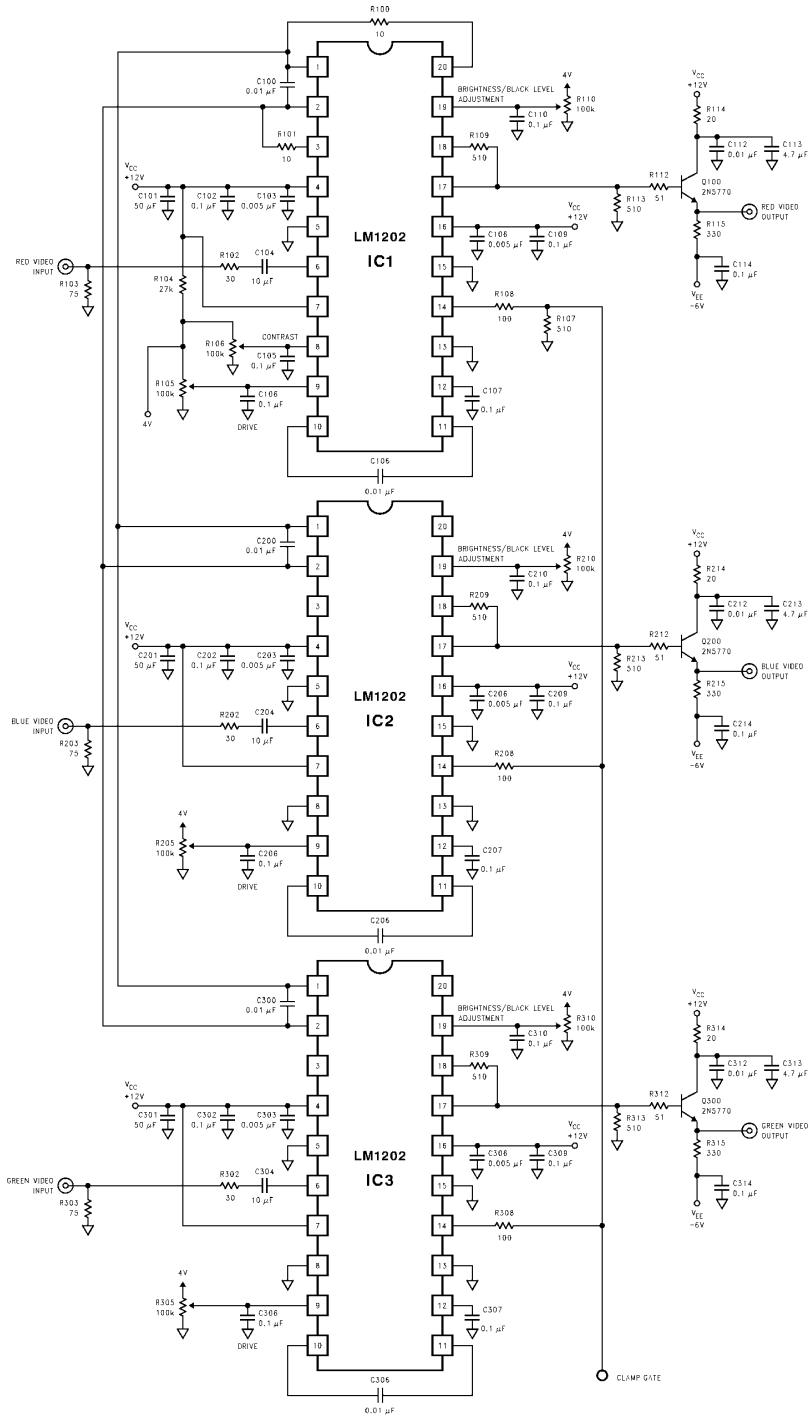 R100
10
1
20
C100
0.01 μF
2
BRIGHTNESS/BLACK LEVEL
ADJUSTMENT
19
C110
0.1 μF
4V
R110
100k
VCC
+12V
R114
20
R101
10
3
18
R109
510
C112
0.01 μF
C113
4.7 μF
VCC
+12V
C101
50 μF
C102
0.1 μF
C103
0.005 μF
4
17
R113
510
R112
51
Q100
2N5770
RED VIDEO
OUTPUT
5
LM1202
IC1
16
C106
0.005 μF
C109
0.1 μF
VCC
+12V
R115
330
RED VIDEO
INPUT
R103
75
R102
30
C104
10 μF
6
15
C114
0.1 μF
VEE
-6V
R104
27k
7
14
R108
100
R107
510
R106
100k
CONTRAST
C105
0.1 μF
8
13
R105
100k
4V
C106
0.1 μF
DRIVE
9
12
C107
0.1 μF
10
11
C106
0.01 μF
1
20
C200
0.01 μF
2
BRIGHTNESS/BLACK LEVEL
ADJUSTMENT
19
C210
0.1 μF
4V
R210
100k
VCC
+12V
R214
20
3
18
R209
510
C212
0.01 μF
C213
4.7 μF
VCC
+12V
C201
50 μF
C202
0.1 μF
C203
0.005 μF
4
17
R213
510
R212
51
Q200
2N5770
BLUE VIDEO
OUTPUT
5
LM1202
IC2
16
C206
0.005 μF
C209
0.1 μF
VCC
+12V
R215
330
BLUE VIDEO
INPUT
R203
75
R202
30
C204
10 μF
6
15
C214
0.1 μF
VEE
-6V
7
14
R208
100
8
13
4V
R205
100k
C206
0.1 μF
DRIVE
9
12
C207
0.1 μF
10
11
C206
0.01 μF
1
20
C300
0.01 μF
2
BRIGHTNESS/BLACK LEVEL
ADJUSTMENT
19
C310
0.1 μF
4V
R310
100k
VCC
+12V
R314
20
3
18
R309
510
C312
0.01 μF
C313
4.7 μF
VCC
+12V
C301
50 μF
C302
0.1 μF
C303
0.005 μF
4
17
R313
510
R312
51
Q300
2N5770
GREEN VIDEO
OUTPUT
5
LM1202
IC3
16
C306
0.005 μF
C309
0.1 μF
VCC
+12V
R315
330
GREEN VIDEO
INPUT
R303
75
R302
30
C304
10 μF
6
15
C314
0.1 μF
VEE
-6V
7
14
R308
100
8
13
4V
R305
100k
C306
0.1 μF
DRIVE
9
12
C307
0.1 μF
10
11
C306
0.01 μF
CLAMP GATE